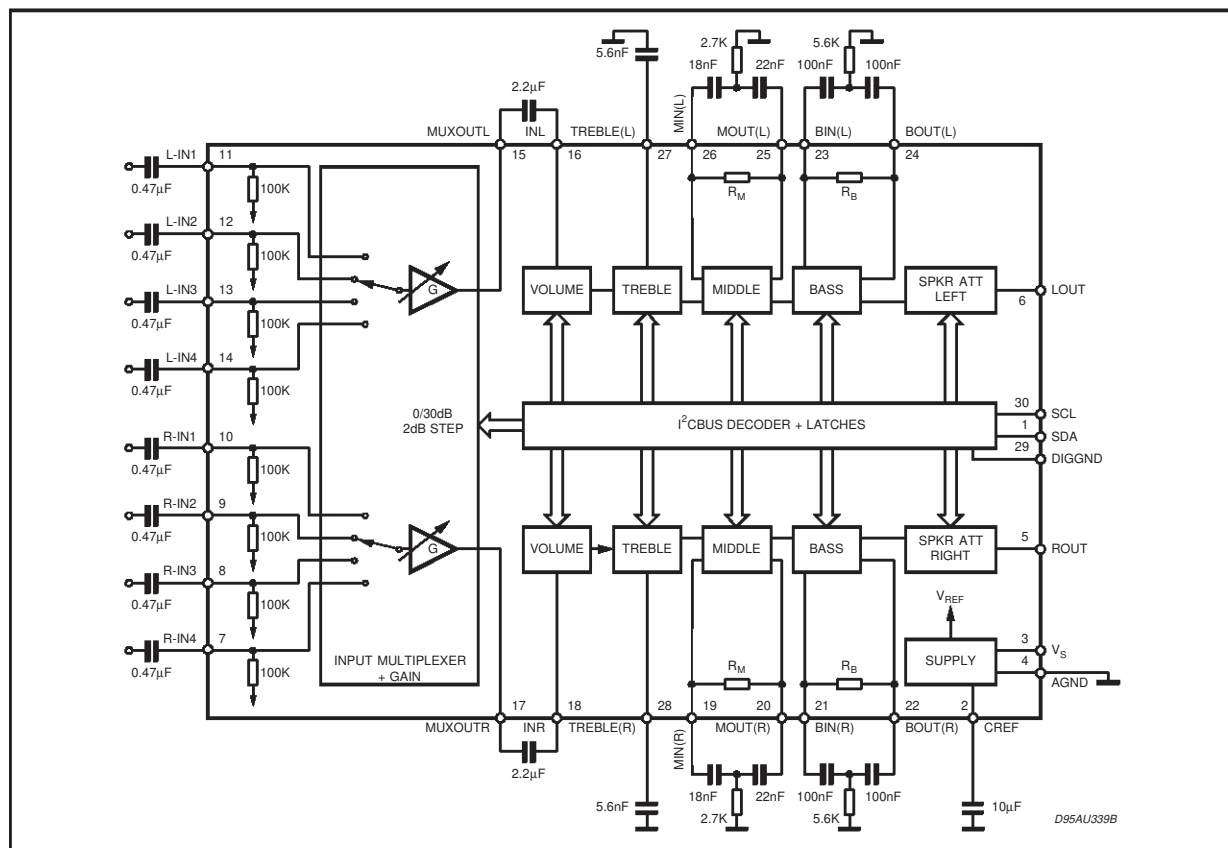 5.6nF
2.7K
5.6K
18nF
22nF
100nF
100nF
2.2µF
MIN(L)
MUXOUTL
INL
TREBLE(L)
MOUT(L)
BIN(L)
BOUT(L)
15
16
27
26
25
23
24
L-IN1
11
0.47µF
100K
R_M
R_B
L-IN2
12
0.47µF
100K
L-IN3
13
0.47µF
100K
G
VOLUME
TREBLE
MIDDLE
BASS
SPKR ATT
LEFT
6
LOUT
L-IN4
14
0.47µF
100K
0/30dB
2dB STEP
I²CBUS DECODER + LATCHES
30
SCL
1
SDA
29
DIGGND
R-IN1
10
0.47µF
100K
R-IN2
9
0.47µF
100K
G
VOLUME
TREBLE
MIDDLE
BASS
SPKR ATT
RIGHT
5
ROUT
R-IN3
8
0.47µF
100K
V_REF
R-IN4
7
0.47µF
100K
INPUT MULTIPLEXER
+ GAIN
R_M
R_B
SUPPLY
3
V_S
4
AGND
17
18
28
19
20
21
22
2
MUXOUTR
INR
TREBLE(R)
MIN(R)
MOUT(R)
BIN(R)
BOUT(R)
CREF
2.2µF
5.6nF
18nF
22nF
2.7K
100nF
100nF
5.6K
10µF
D95AU339B